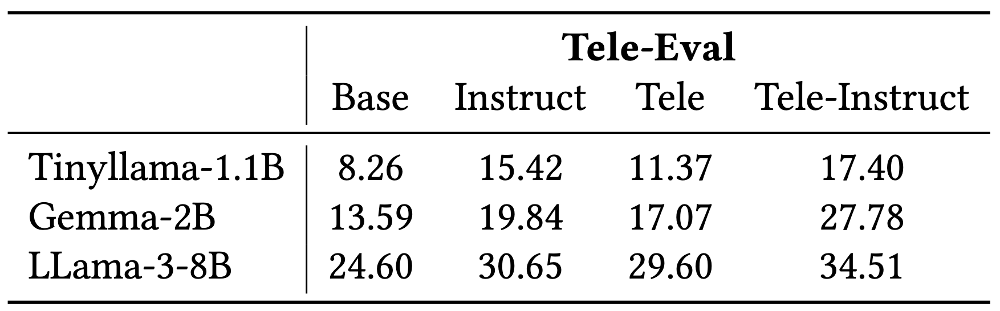 Tele-Eval
Base Instruct Tele Tele-Instruct
Tinyllama-1.1B 8.26 15.42 11.37 17.40
Gemma-2B 13.59 19.84 17.07 27.78
LLama-3-8B 24.60 30.65 29.60 34.51